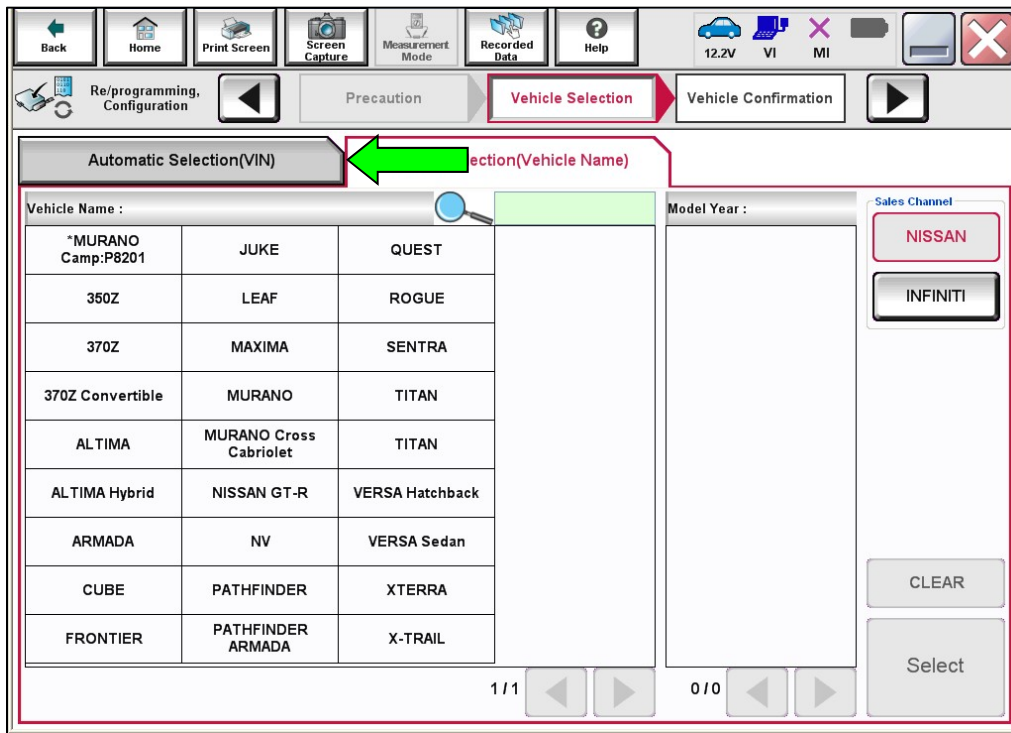 Back
Home
Print Screen
Screen
Capture
Measurement
Mode
Recorded
Data
Help
12.2V
VI
MI
Re/programming,
Configuration
Precaution
Vehicle Selection
Vehicle Confirmation
Automatic Selection(VIN)
ection(Vehicle Name)
Vehicle Name :
Model Year :
Sales Channel
*MURANO
Camp:P8201
JUKE
QUEST
NISSAN
350Z
LEAF
ROGUE
INFINITI
370Z
MAXIMA
SENTRA
370Z Convertible
MURANO
TITAN
ALTIMA
MURANO Cross
Cabriolet
TITAN
ALTIMA Hybrid
NISSAN GT-R
VERSA Hatchback
ARMADA
NV
VERSA Sedan
CUBE
PATHFINDER
XTERRA
CLEAR
FRONTIER
PATHFINDER
ARMADA
X-TRAIL
Select
1/1
0/0